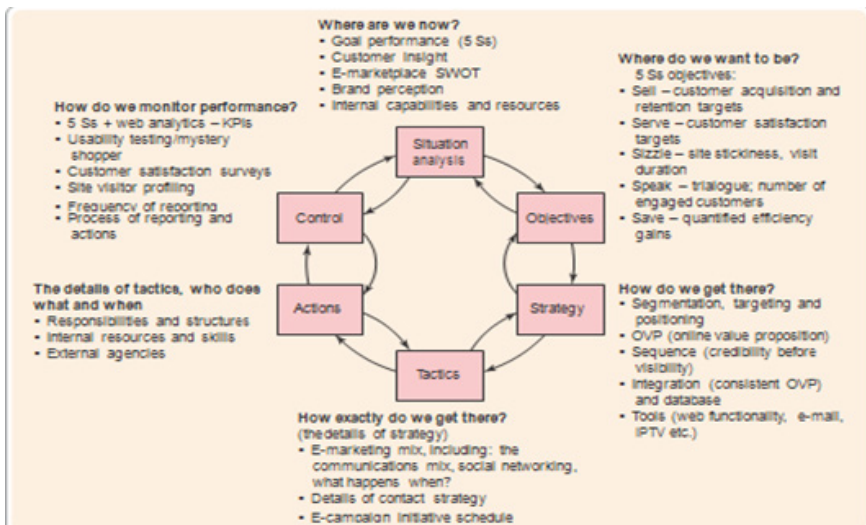 Where are we now?
• Goal performance (5 Ss)
• Customer Insight
• E-marketplace SWOT
• Brand perception
• Internal capabilities and resources
Where do we want to be?
5 Ss objectives:
• Sell – customer acquisition and
retention targets
• Serve – customer satisfaction
targets
• Sizzle – site stickiness, visit
duration
• Speak – trialogue; number of
engaged customers
• Save – quantified efficiency
gains
How do we monitor performance?
• 5 Ss + web analytics – KPIs
• Usability testing/mystery
shopper
• Customer satisfaction surveys
• Site visitor profiling
• Frequency of reporting
• Process of reporting and
actions
Situation
analysis
Control
Objectives
Actions
Strategy
Tactics
The details of tactics, who does
what and when
• Responsibilities and structures
• Internal resources and skills
• External agencies
How do we get there?
• Segmentation, targeting and
positioning
• OVP (online value proposition)
• Sequence (credibility before
visibility)
• Integration (consistent OVP)
and database
• Tools (web functionality, e-mail,
IPTV etc.)
How exactly do we get there?
(the details of strategy)
• E-marketing mix, including: the
communications mix, social networking,
what happens when?
• Details of contact strategy
• E-campaign initiative schedule